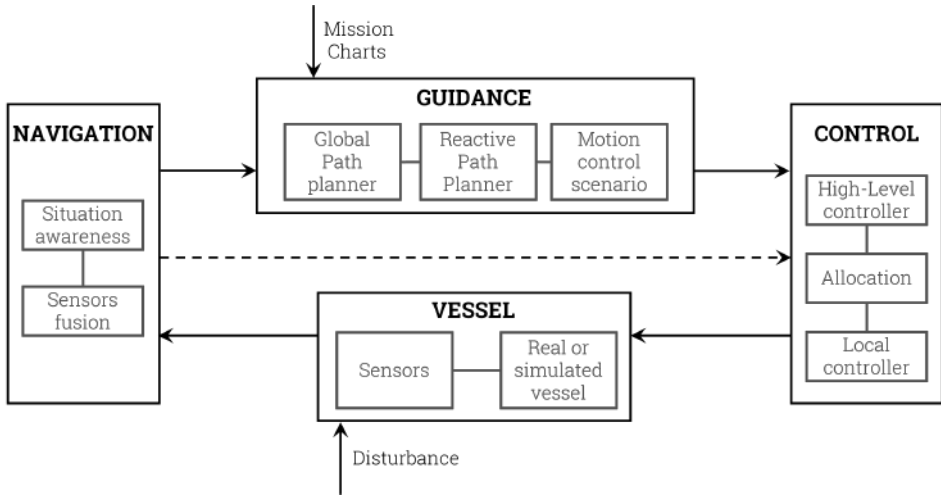 Mission
Charts
GUIDANCE
Global
Path
planner
Reactive
Path
Planner
Motion
control
scenario
NAVIGATION
Situation
awareness
Sensors
fusion
CONTROL
High-Level
controller
Allocation
Local
controller
VESSEL
Sensors
Real or
simulated
vessel
Disturbance